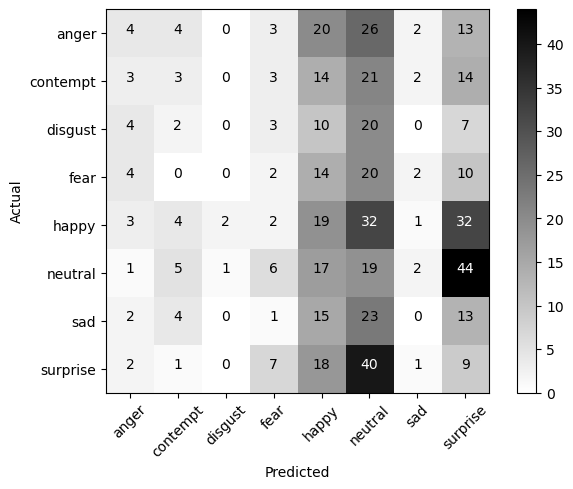 anger 4 4 0 3 20 26 2 13
contempt 3 3 0 3 14 21 2 14
disgust 4 2 0 3 10 20 0 7
fear 4 0 0 2 14 20 2 10
happy 3 4 2 2 19 32 1 32
neutral 1 5 1 6 17 19 2 44
sad 2 4 0 1 15 23 0 13
surprise 2 1 0 7 18 40 1 9
Actual
anger contempt disgust fear happy neutral sad surprise
Predicted
40
35
30
25
20
15
10
5
0